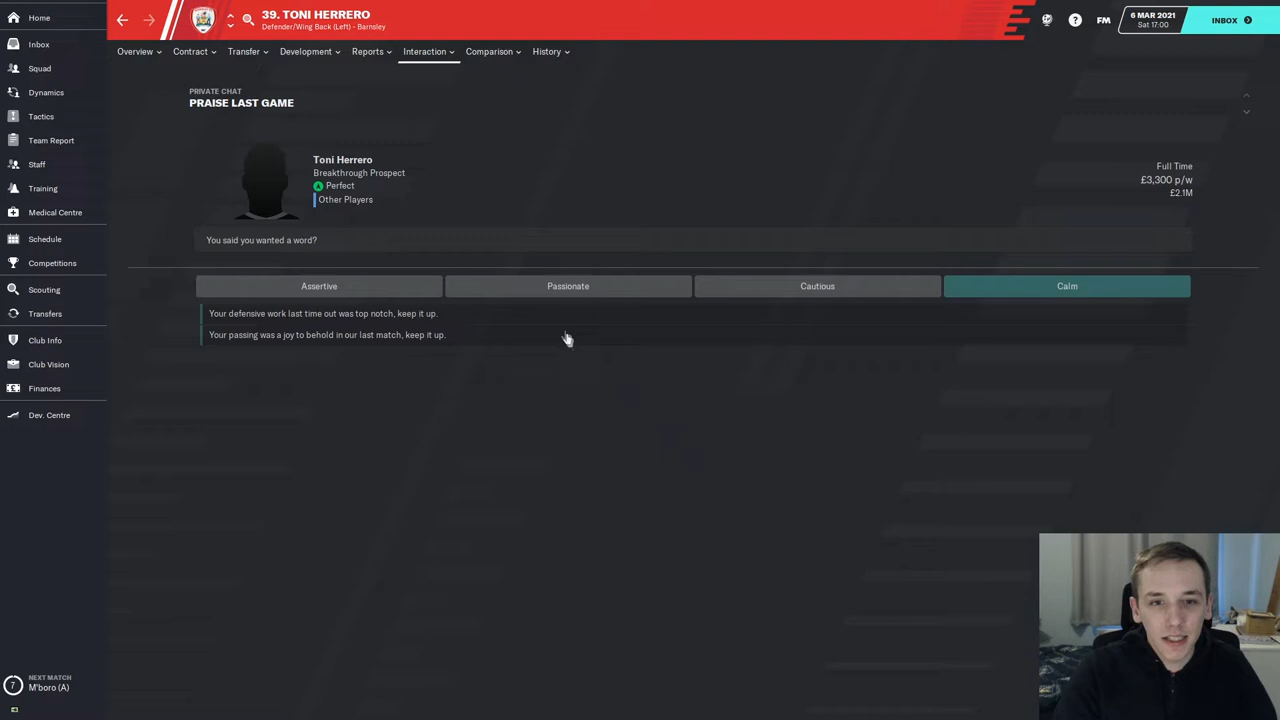 Home
Inbox
Squad
Dynamics
Tactics
Team Report
Staff
Training
Medical Centre
Schedule
Competitions
Scouting
Transfers
Club Info
Club Vision
Finances
Dev. Centre
7
NEXT MATCH
M'boro (A)
39. TONI HERRERO
Defender/Wing Back (Left) - Barnsley
?
FM
6 MAR 2021
Sat 17:00
INBOX
Overview
Contract
Transfer
Development
Reports
Interaction
Comparison
History
PRIVATE CHAT
PRAISE LAST GAME
Toni Herrero
Breakthrough Prospect
Perfect
Other Players
Full Time
£3,300 p/w
£2.1M
You said you wanted a word?
Assertive
Passionate
Cautious
Calm
Your defensive work last time out was top notch, keep it up.
Your passing was a joy to behold in our last match, keep it up.